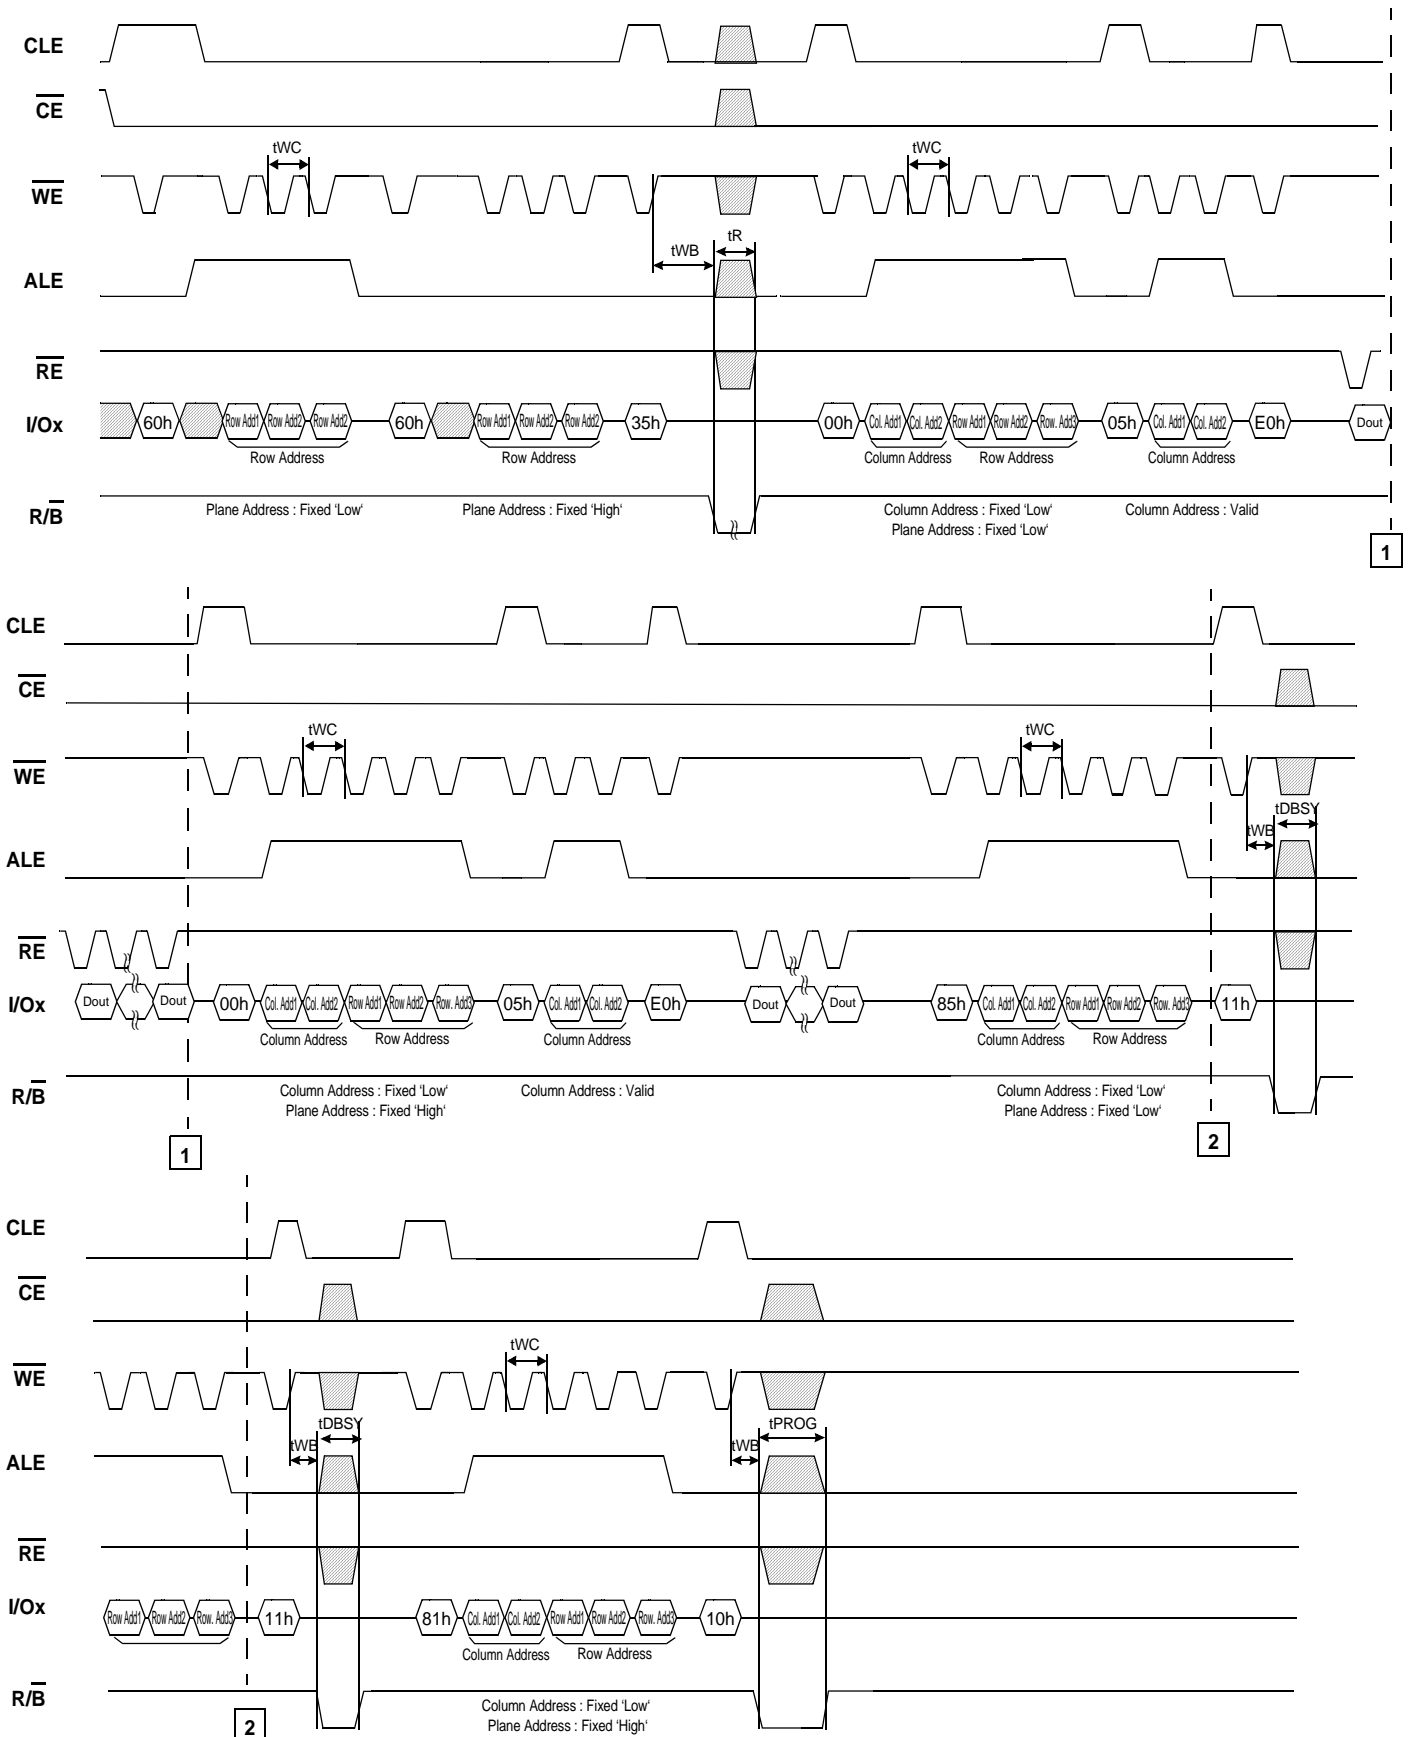 CLE
CE
tWC tWC
WE
tWB tR
ALE
RE
I/Ox 60h Row Add1 Row Add2 Row Add2 60h Row Add1 Row Add2 Row Add2 35h 00h Col. Add1 Col. Add2 Row Add1 Row Add2 Row. Add3 05h Col. Add1 Col. Add2 E0h Dout
Row Address Row Address Column Address Row Address Column Address
R/B Plane Address : Fixed ‘Low‘ Plane Address : Fixed ‘High‘ Column Address : Fixed ‘Low‘ Column Address : Valid
Plane Address : Fixed ‘Low‘
1
CLE
CE
tWC tWC
WE
tWB tDBSY
ALE
RE
I/Ox Dout Dout 00h Col. Add1 Col. Add2 Row Add1 Row Add2 Row. Add3 05h Col. Add1 Col. Add2 E0h Dout Dout 85h Col. Add1 Col. Add2 Row Add1 Row Add2 Row. Add3 11h
Column Address Row Address Column Address Column Address Row Address
R/B Column Address : Fixed ‘Low‘ Column Address : Valid Column Address : Fixed ‘Low‘
Plane Address : Fixed ‘High‘ Plane Address : Fixed ‘Low‘
1 2
CLE
CE
tWC
WE
tWB tDBSY tWB tPROG
ALE
RE
I/Ox Row Add1 Row Add2 Row. Add3 11h 81h Col. Add1 Col. Add2 Row Add1 Row Add2 Row. Add3 10h
Column Address Row Address
R/B Column Address : Fixed ‘Low‘
Plane Address : Fixed ‘High‘
2